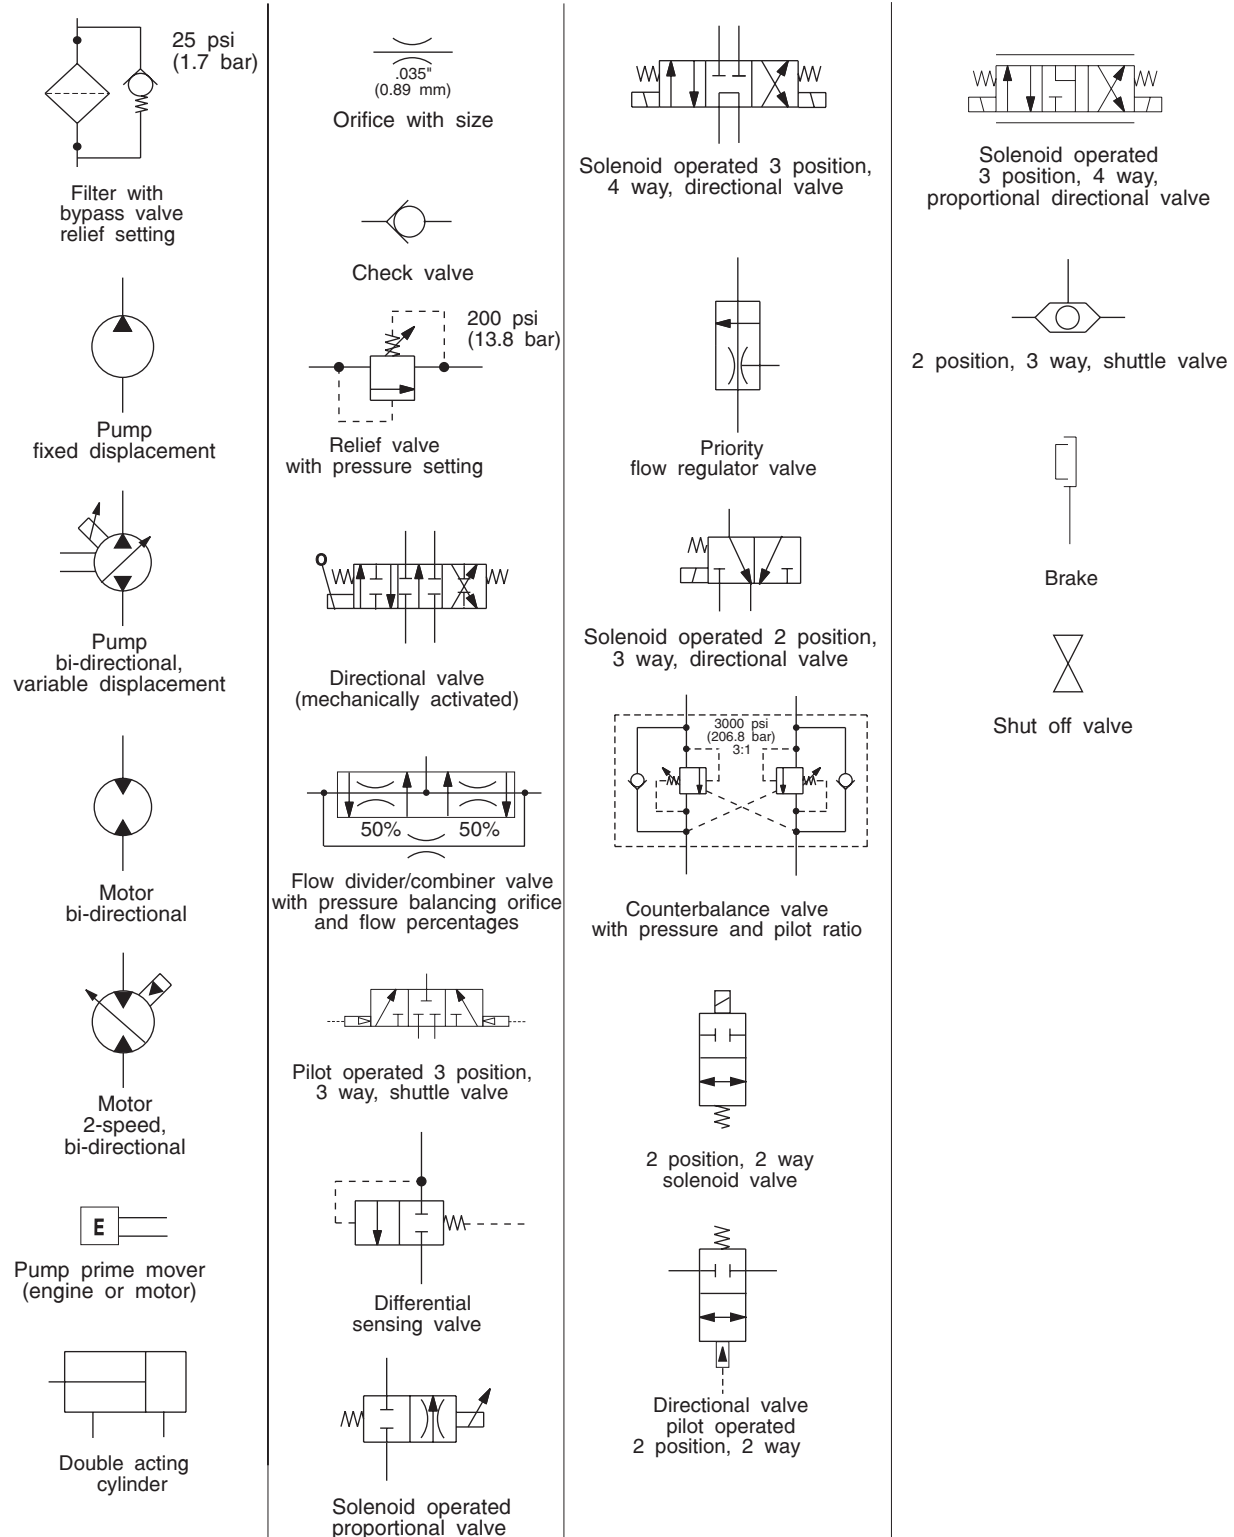 25 psi
(1.7 bar)
Filter with
bypass valve
relief setting
Pump
fixed displacement
Pump
bi-directional,
variable displacement
Motor
bi-directional
Motor
2-speed,
bi-directional
E
Pump prime mover
(engine or motor)
Double acting
cylinder
.035"
(0.89 mm)
Orifice with size
Check valve
200 psi
(13.8 bar)
Relief valve
with pressure setting
Directional valve
(mechanically activated)
50% 50%
Flow divider/combiner valve
with pressure balancing orifice
and flow percentages
Pilot operated 3 position,
3 way, shuttle valve
Differential
sensing valve
Solenoid operated
proportional valve
Solenoid operated 3 position,
4 way, directional valve
Priority
flow regulator valve
Solenoid operated 2 position,
3 way, directional valve
3000 psi
(206.8 bar)
3:1
Counterbalance valve
with pressure and pilot ratio
2 position, 2 way
solenoid valve
Directional valve
pilot operated
2 position, 2 way
Solenoid operated
3 position, 4 way,
proportional directional valve
2 position, 3 way, shuttle valve
Brake
Shut off valve